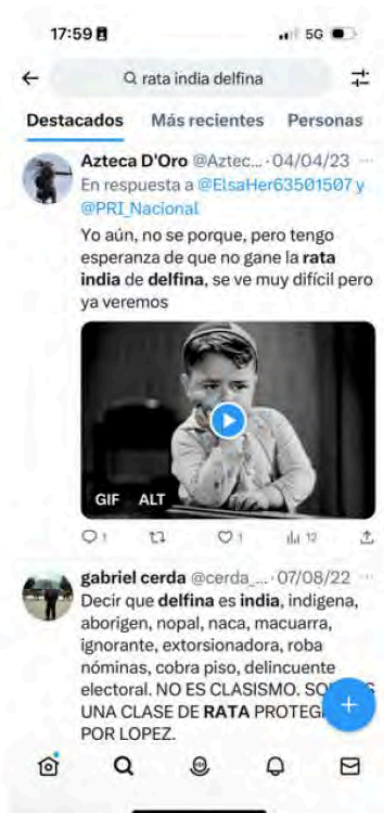 17:59
5G
rata india delfina
Destacados Más recientes Personas
Azteca D'Oro @Aztec... · 04/04/23 ...
En respuesta a @ElsaHer63501507 y
@PRI_Nacional
Yo aún, no se porque, pero tengo
esperanza de que no gane la rata
india de delfina, se ve muy difícil pero
ya veremos
GIF ALT
1 1 12
gabriel cerda @cerda_... · 07/08/22 ...
Decir que delfina es india, indigena,
aborigen, nopal, naca, macuarra,
ignorante, extorsionadora, roba
nóminas, cobra piso, delincuente
electoral. NO ES CLASISMO.
UNA CLASE DE RATA
POR LOPEZ.